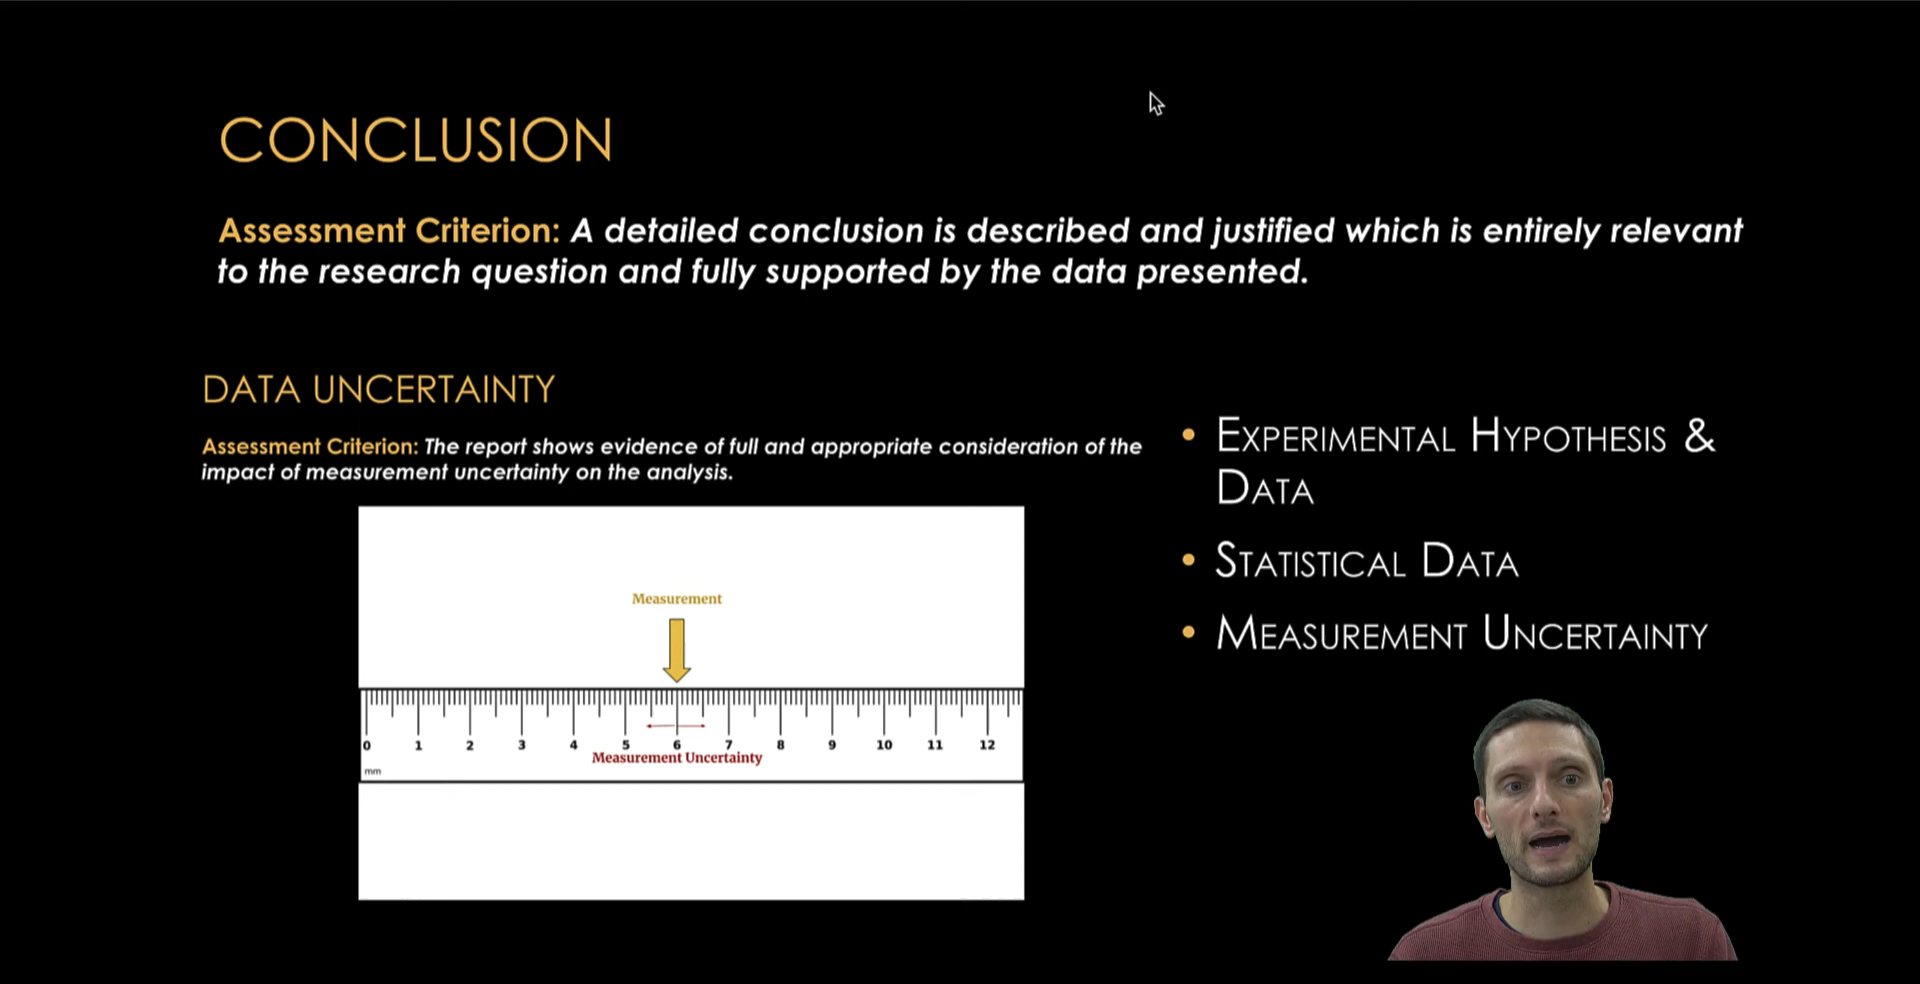 CONCLUSION
Assessment Criterion: A detailed conclusion is described and justified which is entirely relevant
to the research question and fully supported by the data presented.
DATA UNCERTAINTY
Assessment Criterion: The report shows evidence of full and appropriate consideration of the
impact of measurement uncertainty on the analysis.
Measurement
0 1 2 3 4 5 6 7 8 9 10 11 12
Measurement Uncertainty
mm
• EXPERIMENTAL HYPOTHESIS &
DATA
• STATISTICAL DATA
• MEASUREMENT UNCERTAINTY